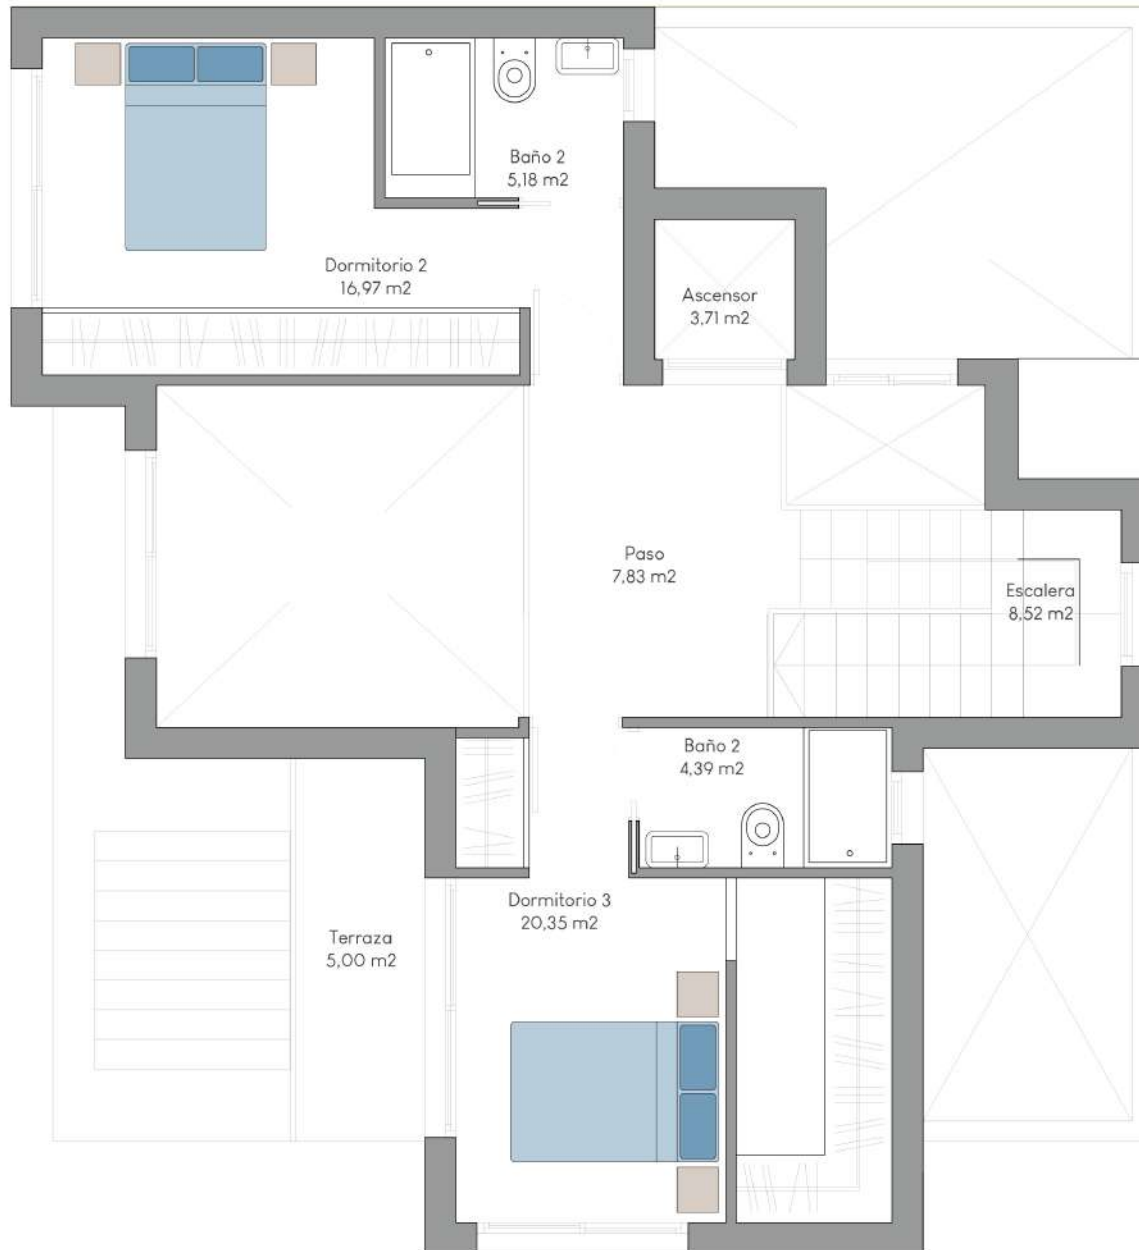 Baño 2
5,18 m2
Dormitorio 2
16,97 m2
Ascensor
3,71 m2
Paso
7,83 m2
Escalera
8,52 m2
Baño 2
4,39 m2
Dormitorio 3
20,35 m2
Terraza
5,00 m2